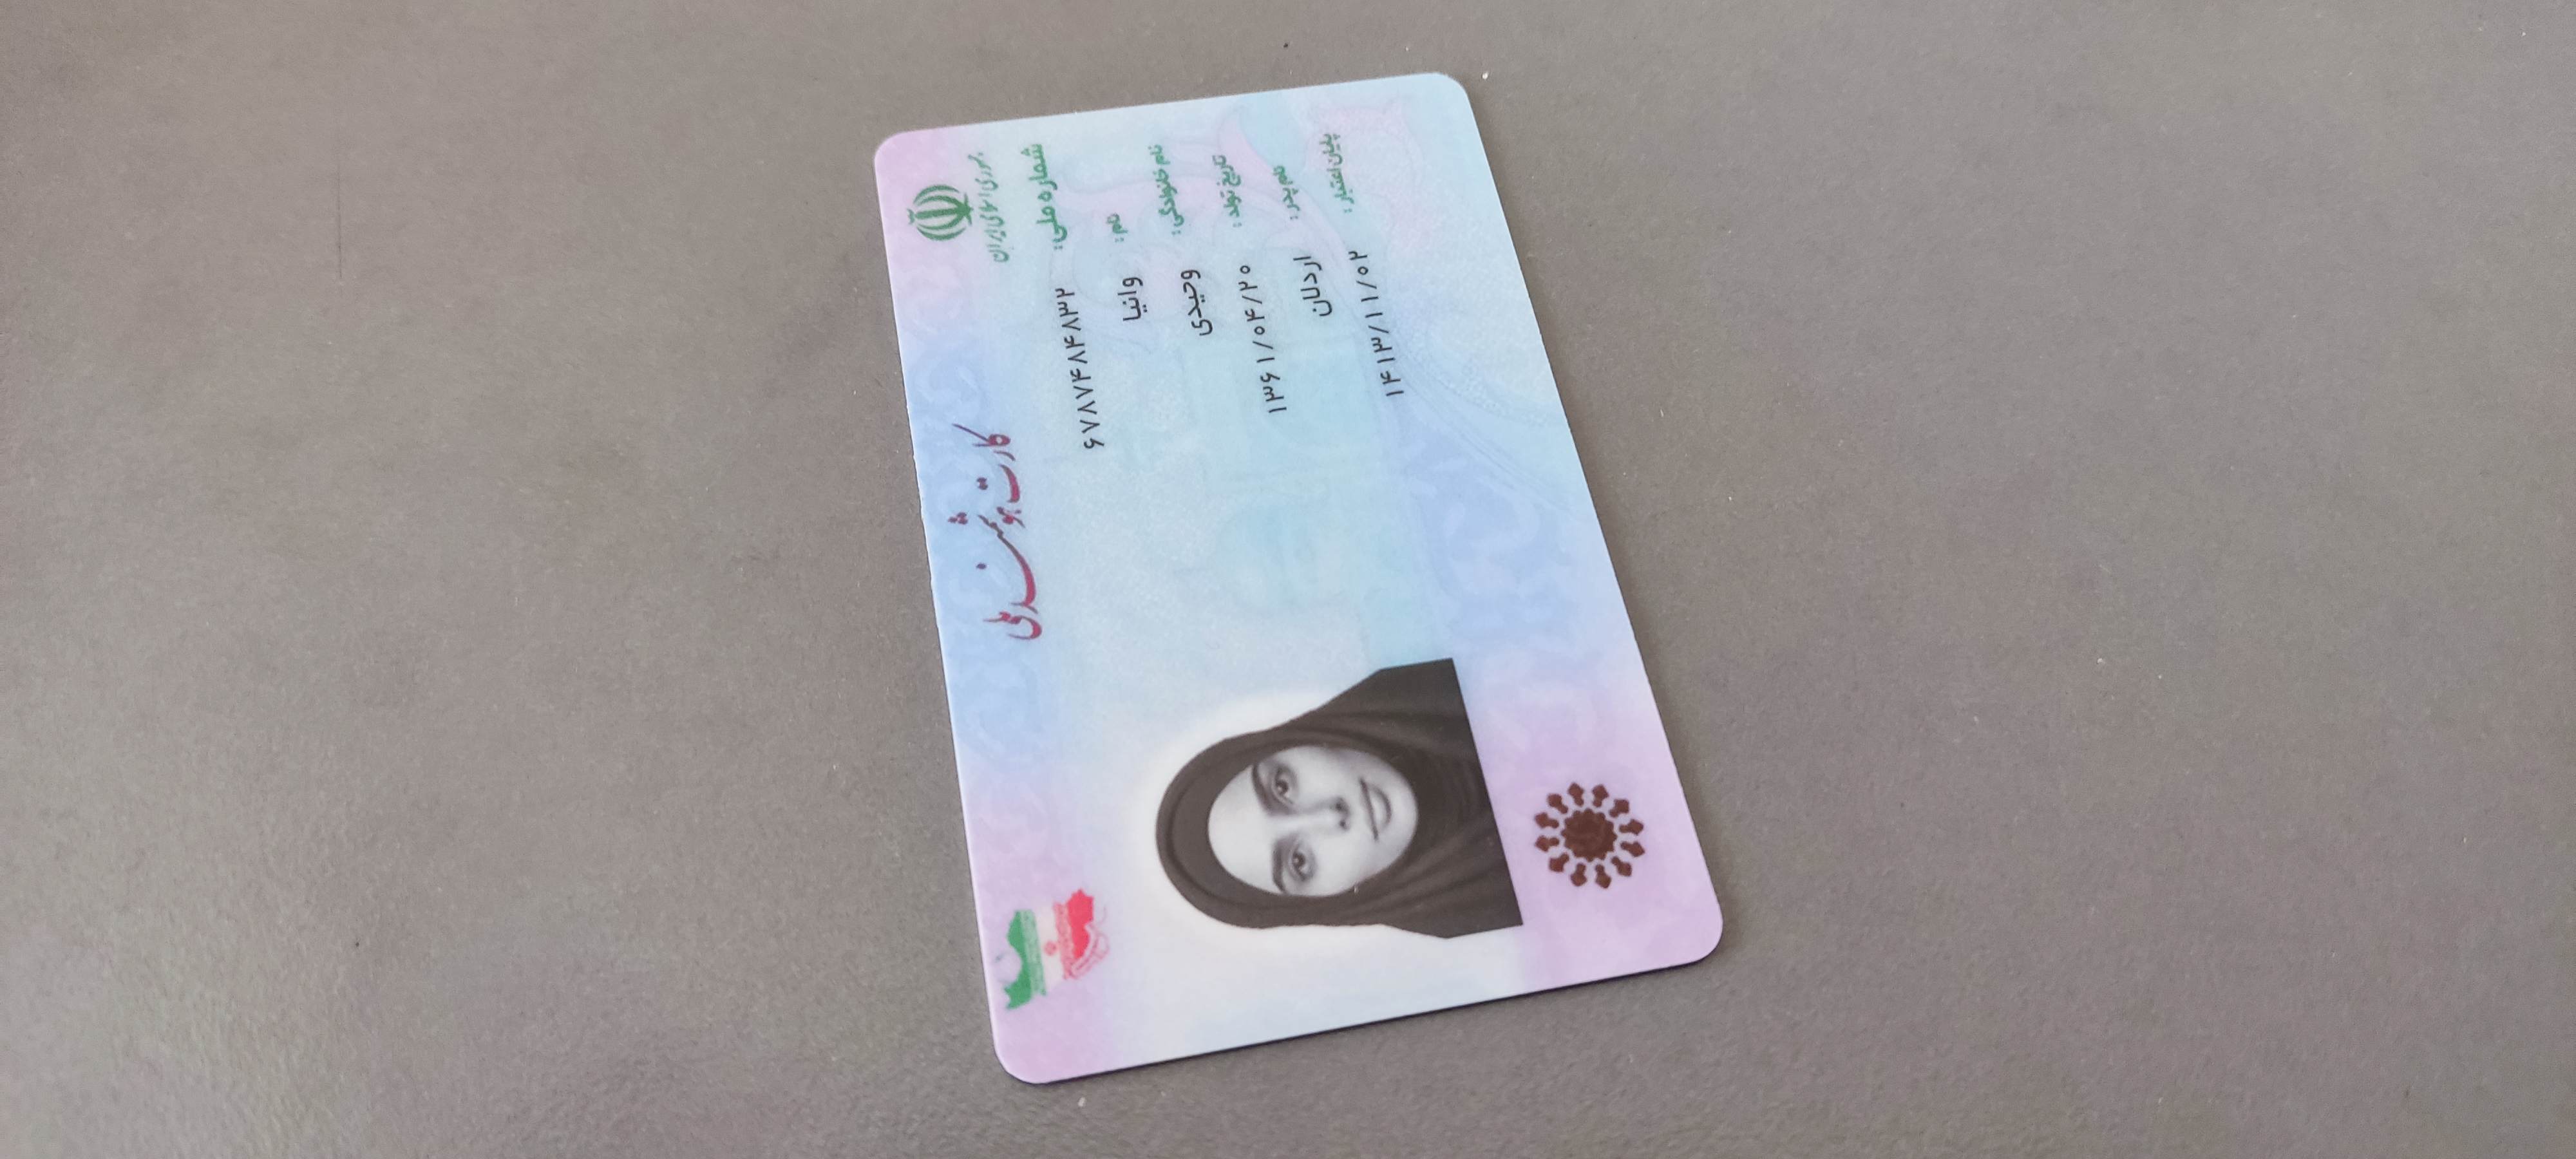 جمهوری اسلامی ایران
کارت هوشمند ملی
شماره ملی: ۶۷۸۷۴۸۴۸۳۲
نام: وانیا
نام خانوادگی: وحیدی
تاریخ تولد: ۱۳۶۱/۰۴/۲۰
نام پدر: اردلان
پایان اعتبار: ۱۴۱۳/۱۱/۰۲